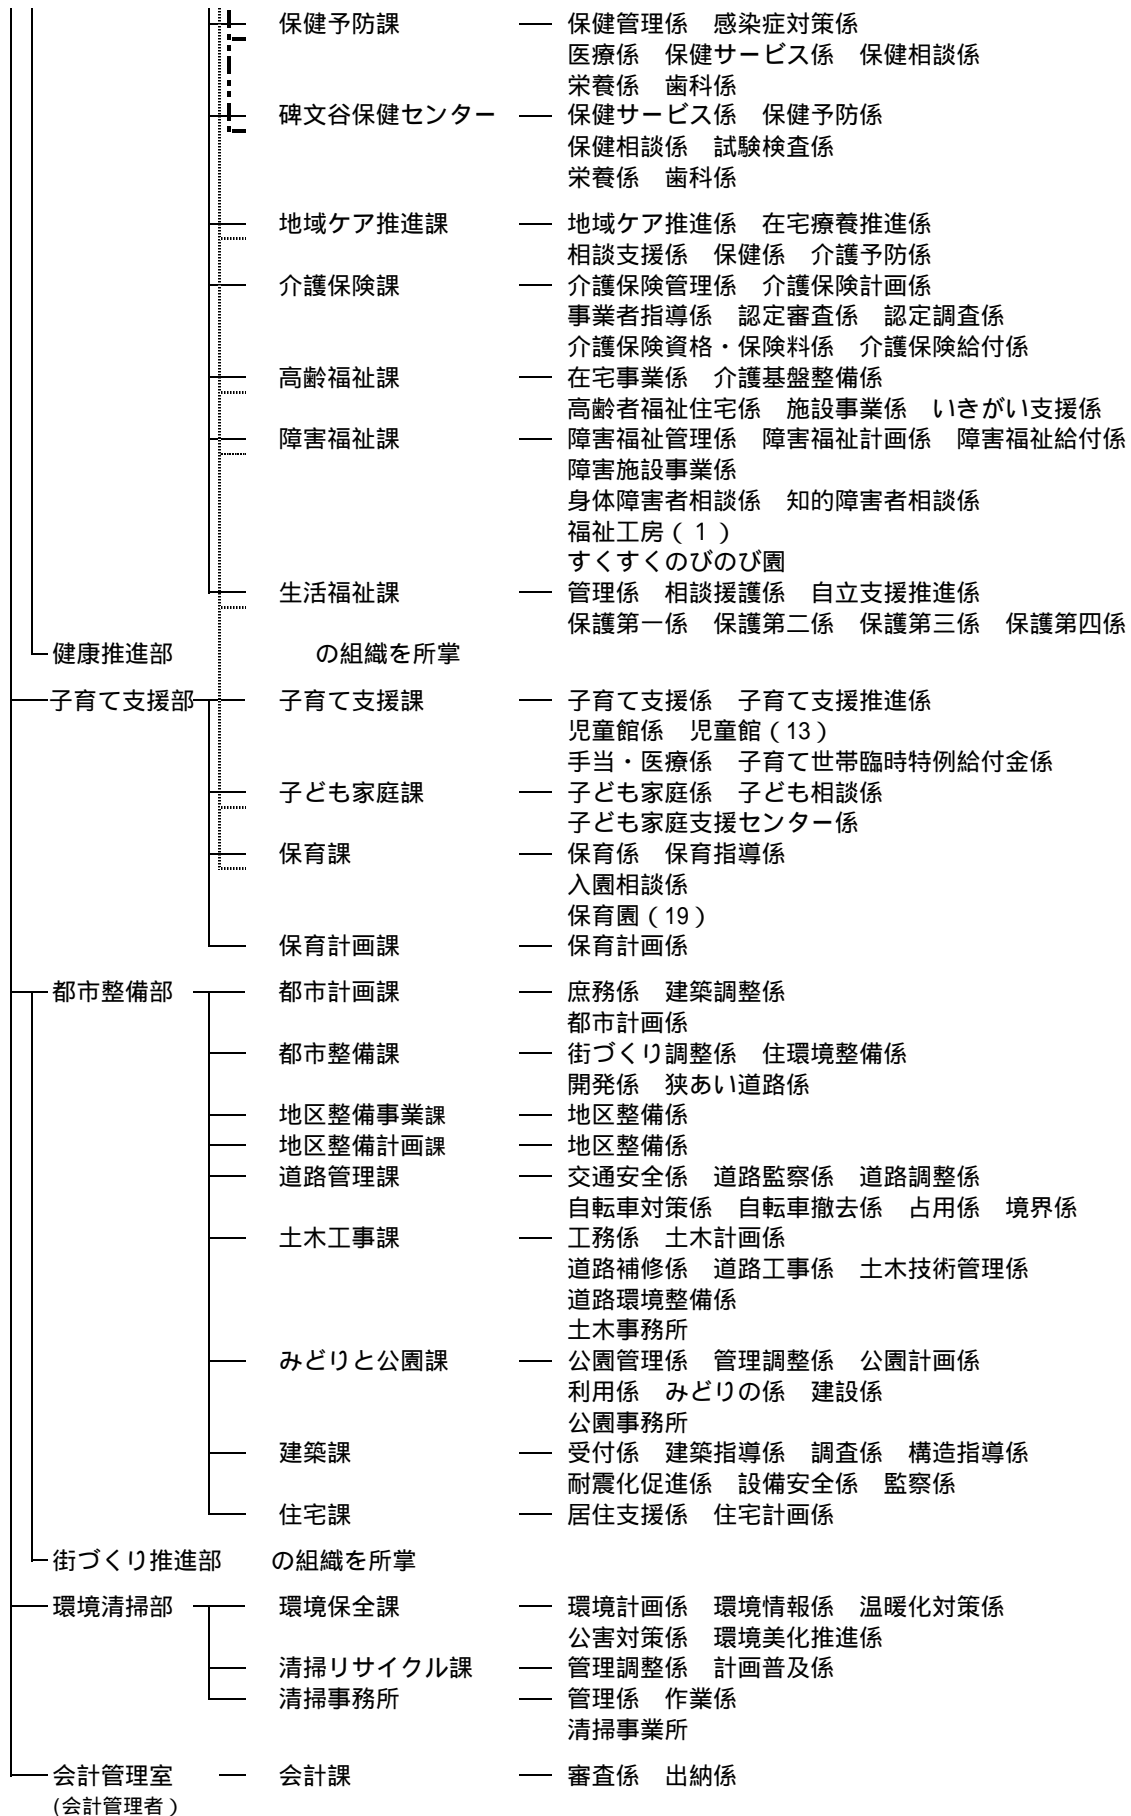 保健予防課　保健管理係　感染症対策係
医療係　保健サービス係　保健相談係
栄養係　歯科係
碑文谷保健センター　保健サービス係　保健予防係
保健相談係　試験検査係
栄養係　歯科係
地域ケア推進課　地域ケア推進係　在宅療養推進係
相談支援係　保健係　介護予防係
介護保険課　介護保険管理係　介護保険計画係
事業者指導係　認定審査係　認定調査係
介護保険資格・保険料係　介護保険給付係
高齢福祉課　在宅事業係　介護基盤整備係
高齢者福祉住宅係　施設事業係　いきがい支援係
障害福祉課　障害福祉管理係　障害福祉計画係　障害福祉給付係
障害施設事業係
身体障害者相談係　知的障害者相談係
福祉工房（１）
すくすくのびのび園
生活福祉課　管理係　相談援護係　自立支援推進係
保護第一係　保護第二係　保護第三係　保護第四係
健康推進部　の組織を所掌
子育て支援部　子育て支援課　子育て支援係　子育て支援推進係
児童館係　児童館（13）
手当・医療係　子育て世帯臨時特例給付金係
子ども家庭課　子ども家庭係　子ども相談係
子ども家庭支援センター係
保育課　保育係　保育指導係
入園相談係
保育園（19）
保育計画課　保育計画係
都市整備部　都市計画課　庶務係　建築調整係
都市計画係
都市整備課　街づくり調整係　住環境整備係
開発係　狭あい道路係
地区整備事業課　地区整備係
地区整備計画課　地区整備係
道路管理課　交通安全係　道路監察係　道路調整係
自転車対策係　自転車撤去係　占用係　境界係
土木工事課　工務係　土木計画係
道路補修係　道路工事係　土木技術管理係
道路環境整備係
土木事務所
みどりと公園課　公園管理係　管理調整係　公園計画係
利用係　みどりの係　建設係
公園事務所
建築課　受付係　建築指導係　調査係　構造指導係
耐震化促進係　設備安全係　監察係
住宅課　居住支援係　住宅計画係
街づくり推進部　の組織を所掌
環境清掃部　環境保全課　環境計画係　環境情報係　温暖化対策係
公害対策係　環境美化推進係
清掃リサイクル課　管理調整係　計画普及係
清掃事務所　管理係　作業係
清掃事業所
会計管理室　会計課　審査係　出納係
(会計管理者）